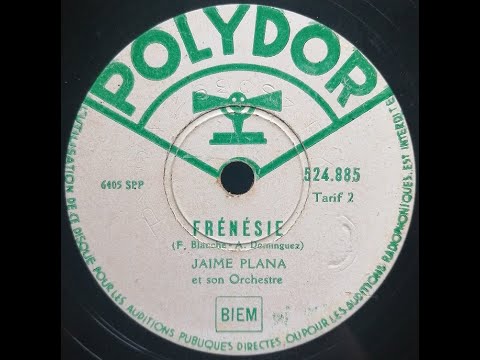 POLYDOR
6405 SPP
524.885
Tarif 2
FRÉNÉSIE
(F. Blanche - A. Dominguez)
JAIME PLANA
et son Orchestre
BIEM
L'UTILISATION DE CE DISQUE POUR LES AUDITIONS PUBLIQUES DIRECTES, OU POUR LES AUDITIONS RADIOPHONIQUES, EST INTERDITE